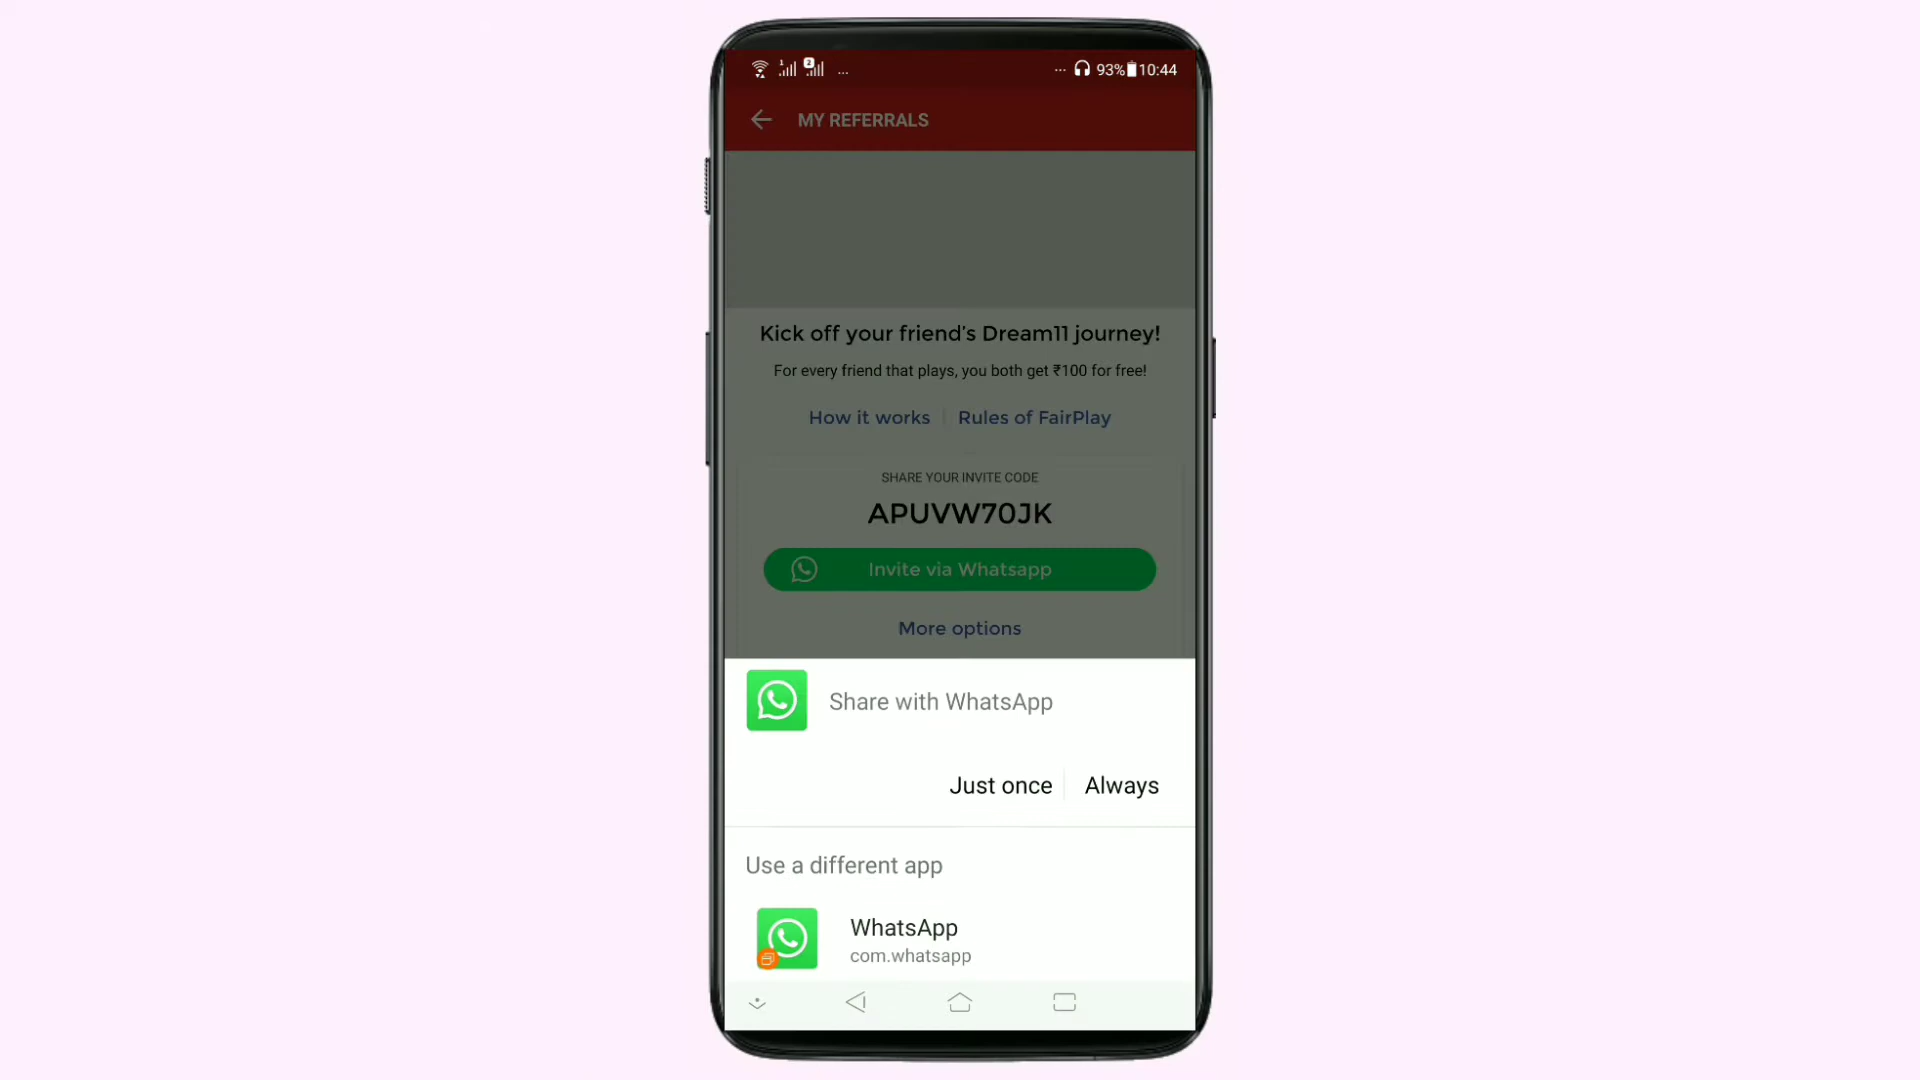 1 2 ... ... 93% 10:44
MY REFERRALS
Kick off your friend's Dream11 journey!
For every friend that plays, you both get ₹100 for free!
How it works Rules of FairPlay
SHARE YOUR INVITE CODE
APUVW70JK
Invite via Whatsapp
More options
Share with WhatsApp
Just once Always
Use a different app
WhatsApp
com.whatsapp